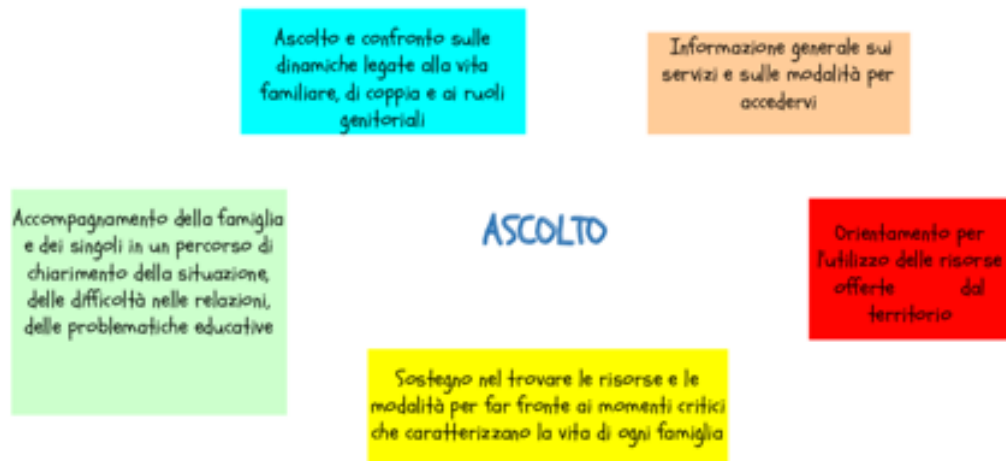 Ascolto e confronto sulle
dinamiche legate alla vita
familiare, di coppia e ai ruoli
genitoriali
Informazione generale sui
servizi e sulle modalità per
accedervi
Accompagnamento della famiglia
e dei singoli in un percorso di
chiarimento della situazione,
delle difficoltà nelle relazioni,
delle problematiche educative
ASCOLTO
Orientamento per
l'utilizzo delle risorse
offerte dal
territorio
Sostegno nel trovare le risorse e le
modalità per far fronte ai momenti critici
che caratterizzano la vita di ogni famiglia